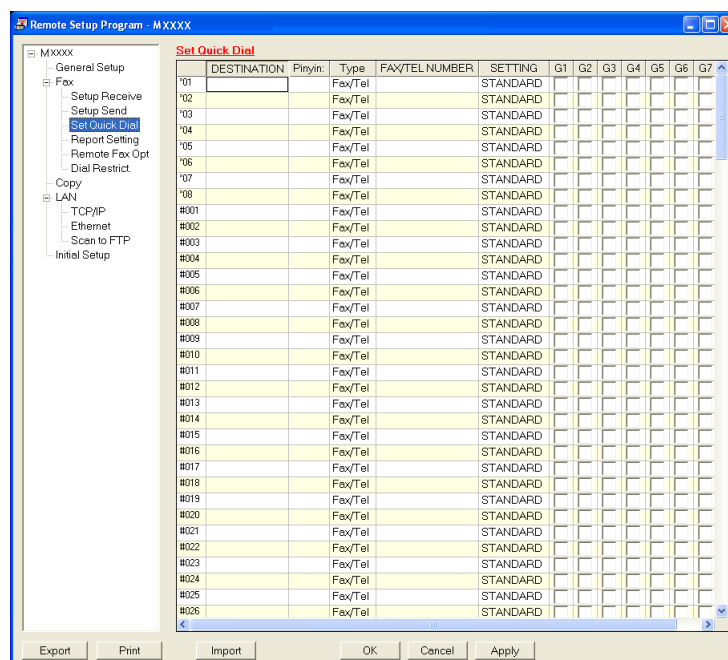 Remote Setup Program - MXXXX
MXXXX
General Setup
Fax
Setup Receive
Setup Send
Set Quick Dial
Report Setting
Remote Fax Opt
Dial Restrict.
Copy
LAN
TCP/IP
Ethernet
Scan to FTP
Initial Setup
Set Quick Dial
DESTINATION Pinyin: Type FAX/TEL NUMBER SETTING G1 G2 G3 G4 G5 G6 G7
*01 Fax/Tel STANDARD
*02 Fax/Tel STANDARD
*03 Fax/Tel STANDARD
*04 Fax/Tel STANDARD
*05 Fax/Tel STANDARD
*06 Fax/Tel STANDARD
*07 Fax/Tel STANDARD
*08 Fax/Tel STANDARD
#001 Fax/Tel STANDARD
#002 Fax/Tel STANDARD
#003 Fax/Tel STANDARD
#004 Fax/Tel STANDARD
#005 Fax/Tel STANDARD
#006 Fax/Tel STANDARD
#007 Fax/Tel STANDARD
#008 Fax/Tel STANDARD
#009 Fax/Tel STANDARD
#010 Fax/Tel STANDARD
#011 Fax/Tel STANDARD
#012 Fax/Tel STANDARD
#013 Fax/Tel STANDARD
#014 Fax/Tel STANDARD
#015 Fax/Tel STANDARD
#016 Fax/Tel STANDARD
#017 Fax/Tel STANDARD
#018 Fax/Tel STANDARD
#019 Fax/Tel STANDARD
#020 Fax/Tel STANDARD
#021 Fax/Tel STANDARD
#022 Fax/Tel STANDARD
#023 Fax/Tel STANDARD
#024 Fax/Tel STANDARD
#025 Fax/Tel STANDARD
#026 Fax/Tel STANDARD
Export Print Import OK Cancel Apply